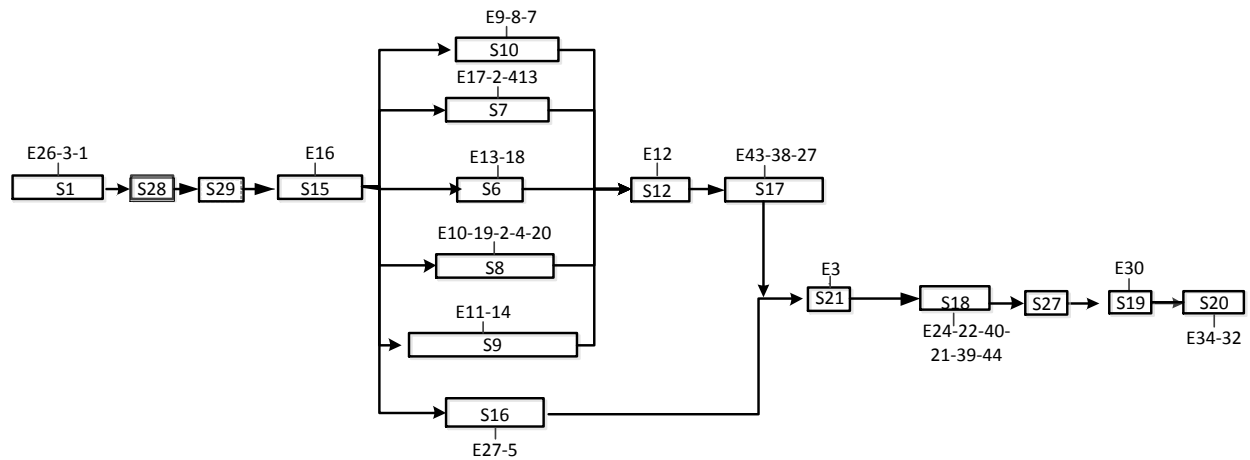 E9-8-7
S10
E17-2-413
S7
E26-3-1
S1
S28
S29
E16
S15
E13-18
S6
E12
S12
E43-38-27
S17
E10-19-2-4-20
S8
E11-14
S9
S16
E27-5
E3
S21
S18
E24-22-40-
21-39-44
S27
E30
S19
S20
E34-32